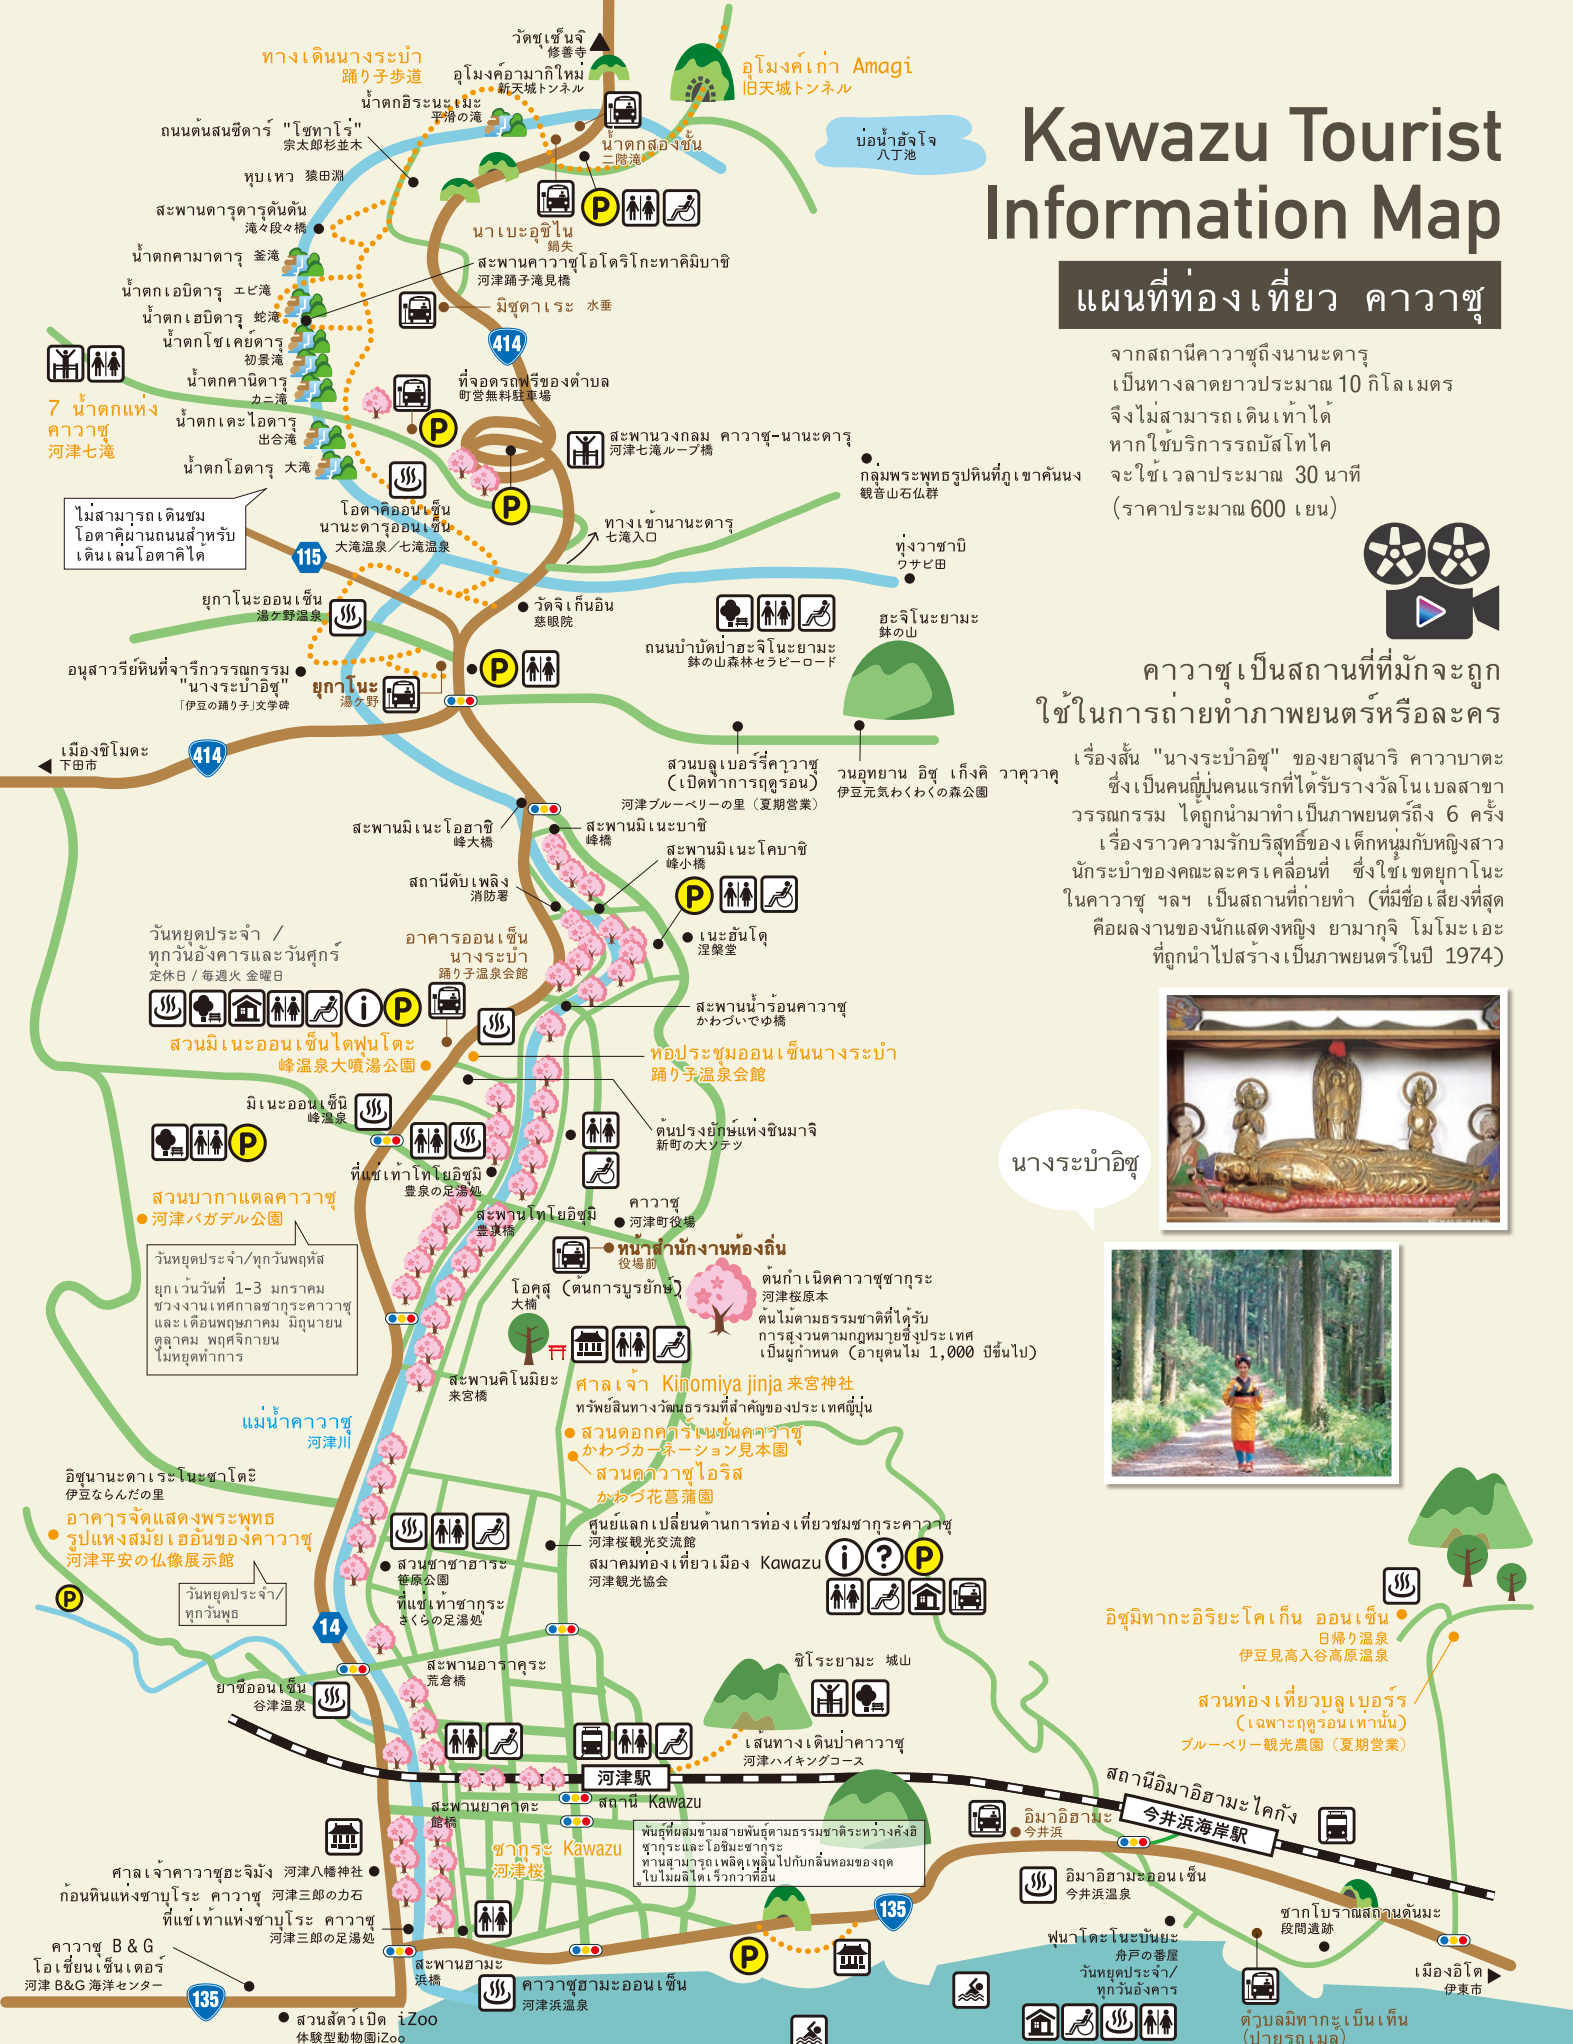 Kawazu Tourist
Information Map
แผนที่ท่องเที่ยว คาวาซุ
จากสถานีคาวาซุถึงนานะดารุ
เป็นทางลาดยาวประมาณ 10 กิโลเมตร
จึงไม่สามารถเดินเท้าได้
หากใช้บริการรถบัสโทไค
จะใช้เวลาประมาณ 30 นาที
(ราคาประมาณ 600 เยน)
คาวาซุเป็นสถานที่ที่มักจะถูก
ใช้ในการถ่ายทำภาพยนตร์หรือละคร
เรื่องสั้น "นางระบำอิซุ" ของยาสุนาริ คาวาบาตะ
ซึ่งเป็นคนญี่ปุ่นคนแรกที่ได้รับรางวัลโนเบลสาขา
วรรณกรรม ได้ถูกนำมาทำเป็นภาพยนตร์ถึง 6 ครั้ง
เรื่องราวความรักบริสุทธิ์ของเด็กหนุ่มกับหญิงสาว
นักระบำของคณะละครเคลื่อนที่ ซึ่งใช้เขตยุกาโนะ
ในคาวาซุ ฯลฯ เป็นสถานที่ถ่ายทำ (ที่มีชื่อเสียงที่สุด
คือผลงานของนักแสดงหญิง ยามากุจิ โมโมะเอะ
ที่ถูกนำไปสร้างเป็นภาพยนตร์ในปี 1974)
นางระบำอิซุ
วัดชุเซ็นจิ
修善寺
ทางเดินนางระบำ
踊り子歩道
อุโมงค์อามากิใหม่
新天城トンネル
อุโมงค์เก่า Amagi
旧天城トンネル
น้ำตกฮิระนะเมะ
平滑の滝
ถนนต้นสนซีดาร์ "โซทาโร่"
宗太郎杉並木
น้ำตกสองชั้น
二階滝
บ่อน้ำฮัจโจ
八丁池
หุบเหว 猿田淵
สะพานดารุดารุดันดัน
滝々段々橋
นาเบะอุชิไน
鍋失
น้ำตกคามาดารุ 釜滝
สะพานคาวาซุโอโดริโกะทาคิมิบาชิ
河津踊子滝見橋
น้ำตกเอบิดารุ エビ滝
มิซุดาเระ 水垂
น้ำตกเฮบิดารุ 蛇滝
414
น้ำตกโชเคย์ดารุ
初景滝
น้ำตกคานิดารุ
カニ滝
ที่จอดรถฟรีของตำบล
町営無料駐車場
7 น้ำตกแห่ง
คาวาซุ
河津七滝
น้ำตกเดะไอดารุ
出合滝
P
สะพานวงกลม คาวาซุ-นานะดารุ
河津七滝ループ橋
น้ำตกโอดารุ 大滝
กลุ่มพระพุทธรูปหินที่ภูเขาคันนง
観音山石仏群
ไม่สามารถเดินชม
โอตาคิผ่านถนนสำหรับ
เดินเล่นโอตาคิได้
โอตาคิออนเซ็น
นานะดารุออนเซ็น
大滝温泉／七滝温泉
P
ทางเข้านานะดารุ
七滝入口
115
ทุ่งวาซาบิ
ワサビ田
ยุกาโนะออนเซ็น
湯ケ野温泉
วัดจิเก็นอิน
慈眼院
ฮะจิโนะยามะ
鉢の山
ถนนบำบัดป่าฮะจิโนะยามะ
鉢の山森林セラピーロード
อนุสาวรีย์หินที่จารึกวรรณกรรม
"นางระบำอิซุ"
「伊豆の踊り子」文学碑
ยุกาโนะ
湯ケ野
P
เมืองชิโมดะ
下田市
414
สวนบลูเบอร์รี่คาวาซุ
(เปิดทำการฤดูร้อน)
河津ブルーベリーの里（夏期営業）
วนอุทยาน อิซุ เก็งคิ วาคุวาคุ
伊豆元気わくわくの森公園
สะพานมิเนะโอฮาชิ
峰大橋
สะพานมิเนะบาชิ
峰橋
สะพานมิเนะโคบาชิ
峰小橋
สถานีดับเพลิง
消防署
P
เนะฮันโด
涅槃堂
วันหยุดประจำ /
ทุกวันอังคารและวันศุกร์
定休日 / 毎週火 金曜日
อาคารออนเซ็น
นางระบำ
踊り子温泉会館
i P
สะพานน้ำร้อนคาวาซุ
かわづいでゆ橋
สวนมิเนะออนเซ็นไดฟุนโตะ
峰温泉大噴湯公園
หอประชุมออนเซ็นนางระบำ
踊り子温泉会館
มิเนะออนเซ็นิ
峰温泉
ต้นปรงยักษ์แห่งชินมาจิ
新町の大ソテツ
P
ที่แช่เท้าโทโยอิซุมิ
豊泉の足湯処
สวนบากาแตลคาวาซุ
河津バガデル公園
สะพานโทโยอิซุมิ
豊泉橋
คาวาซุ
河津町役場
หน้าสำนักงานท้องถิ่น
役場前
วันหยุดประจำ/ทุกวันพฤหัส
ยุกเว้นวันที่ 1-3 มกราคม
ชวงงานเทศกาลซากุระคาวาซุ
และเดือนพฤษภาคม มิถุนายน
ตุลาคม พฤศจิกายน
ไม่หยุดทำการ
โอคุสุ (ต้นการบูรยักษ์)
大楠
ต้นกำเนิดคาวาซุซากุระ
河津桜原木
ต้นไม้ตามธรรมชาติที่ได้รับ
การสงวนตามกฎหมายซึ่งประเทศ
เป็นผู้กำหนด (อายุตนไม้ 1,000 ปีขึ้นไป)
สะพานคิโนมิยะ
来宮橋
ศาลเจ้า Kinomiya jinja 来宮神社
ทรัพย์สินทางวัฒนธรรมที่สำคัญของประเทศญี่ปุ่น
แม่น้ำคาวาซุ
河津川
สวนดอกคาร์เนชั่นคาวาซุ
かわづカーネーション見本園
สวนคาวาซุไอริส
かわづ花菖蒲園
อิซุนานะดาเระโนะซาโตะิ
伊豆ならんだの里
อาคารจัดแสดงพระพุทธ
รูปแหงสมัยเฮอันของคาวาซุ
河津平安の仏像展示館
วันหยุดประจำ/
ทุกวันพุธ
P
ศูนย์แลกเปลี่ยนด้านการท่องเที่ยวชมซากุระคาวาซุ
河津桜観光交流館
สมาคมท่องเที่ยวเมือง Kawazu
河津観光協会
i ? P
สวนซาซาฮาระ
笹原公園
ที่แช่เท้าซากุระ
さくらの足湯処
14
สะพานอาราคุระ
荒倉橋
ยาซึออนเซ็น
谷津温泉
ชิโระยามะ 城山
เส้นทางเดินป่าคาวาซุ
河津ハイキングコース
อิซุมิทากะอิริยะโคเก็น ออนเซ็น
日帰り温泉
伊豆見高入谷高原温泉
สวนท่องเที่ยวบลูเบอร์ร
(เฉพาะฤดูร้อนเท่านั้น)
ブルーベリー観光農園（夏期営業）
河津駅
สถานี Kawazu
สะพานยาคาตะ
館橋
สถานีอิมาอิฮามะไคกัง
今井浜海岸駅
ซากุระ Kawazu
河津桜
พันธุ์ที่ผสมข้ามสายพันธุ์ตามธรรมชาติระหว่างคังฮิ
ซากุระและโอชิมะซากุระ
ทานสามารถเพลิดเพลินไปกับกลิ่นหอมของฤด
ูใบไม้ผลิได้เร็วกว่าที่อื่น
อิมาอิฮามะ
今井浜
ศาลเจ้าคาวาซุฮะจิมัง 河津八幡神社
ก้อนหินแห่งซาบุโระ คาวาซุ 河津三郎の力石
ที่แช่เท้าแห่งซาบุโระ คาวาซุ
河津三郎の足湯処
อิมาอิฮามะออนเซ็น
今井浜温泉
135
ซากโบราณสถานดันมะ
段間遺跡
คาวาซุ B & G
โอเชี่ยนเซ็นเตอร์
河津 B&G 海洋センター
สะพานฮามะ
浜橋
P
ฟุนาโดะโนะบันยะ
舟戸の番屋
วันหยุดประจำ/
ทุกวันอังคาร
เมืองอิโต
伊東市
135
คาวาซุฮามะออนเซ็น
河津浜温泉
สวนสัตว์เปิด iZoo
体験型動物園iZoo
ตำบลมิทากะเบ็นเท็น
(ป้ายรถเมล์)